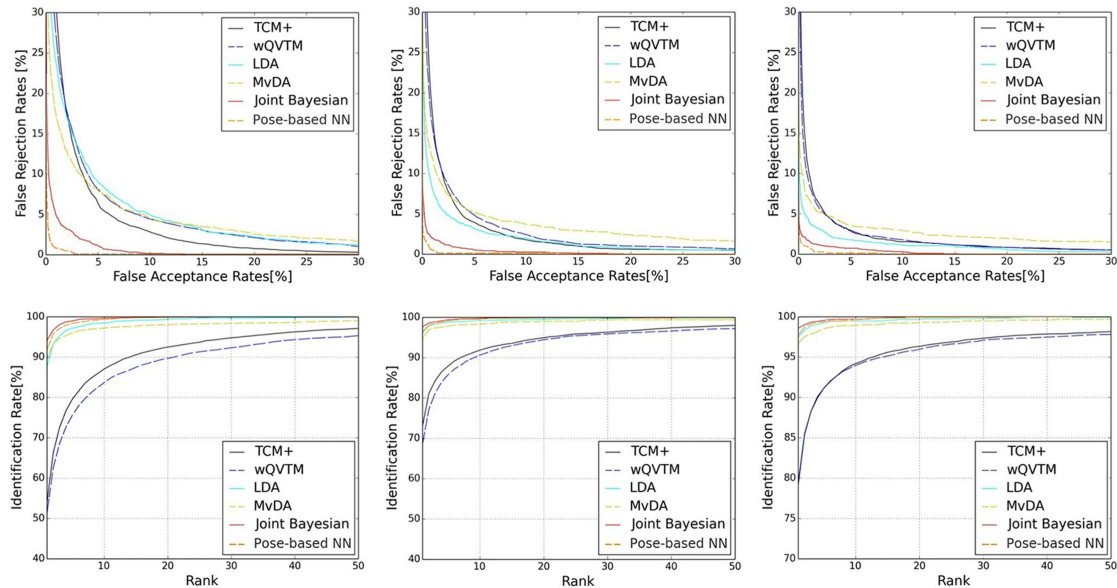 False Rejection Rates [%]
30
25
20
15
10
5
0
TCM+
wQVTM
LDA
MvDA
Joint Bayesian
Pose-based NN
0 5 10 15 20 25 30
False Acceptance Rates[%]
False Rejection Rates [%]
30
25
20
15
10
5
0
TCM+
wQVTM
LDA
MvDA
Joint Bayesian
Pose-based NN
0 5 10 15 20 25 30
False Acceptance Rates[%]
False Rejection Rates [%]
30
25
20
15
10
5
0
TCM+
wQVTM
LDA
MvDA
Joint Bayesian
Pose-based NN
0 5 10 15 20 25 30
False Acceptance Rates[%]
Identification Rate[%]
100
90
80
70
60
50
40
TCM+
wQVTM
LDA
MvDA
Joint Bayesian
Pose-based NN
10 20 30 40 50
Rank
Identification Rate[%]
100
90
80
70
60
50
40
TCM+
wQVTM
LDA
MvDA
Joint Bayesian
Pose-based NN
10 20 30 40 50
Rank
Identification Rate[%]
100
95
90
85
80
75
70
TCM+
wQVTM
LDA
MvDA
Joint Bayesian
Pose-based NN
10 20 30 40 50
Rank